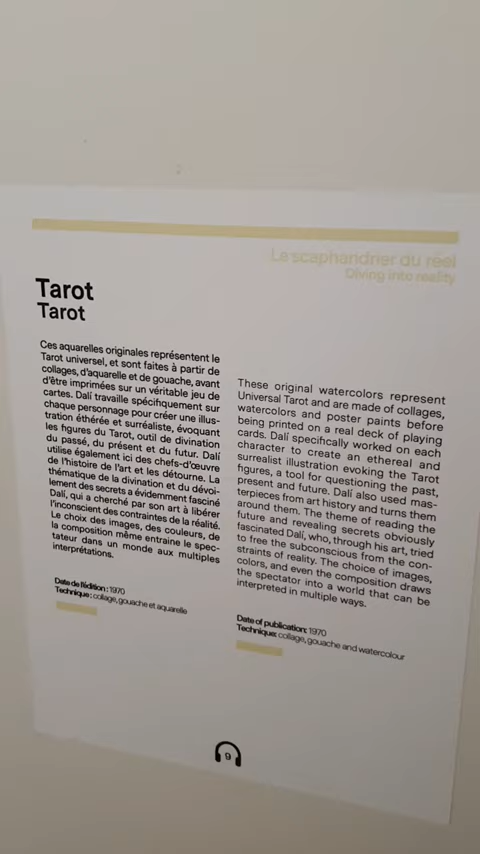 Le scaphandrier du réel
Diving into reality
Tarot
Tarot
Ces aquarelles originales représentent le
Tarot universel, et sont faites à partir de
collages, d'aquarelle et de gouache, avant
d'être imprimées sur un véritable jeu de
cartes. Dalí travaille spécifiquement sur
chaque personnage pour créer une illus-
tration éthérée et surréaliste, évoquant
les figures du Tarot, outil de divination
du passé, du présent et du futur. Dalí
utilise également ici des chefs-d'œuvre
de l'histoire de l'art et les détourne. La
thématique de la divination et du dévoi-
lement des secrets a évidemment fasciné
Dalí, qui a cherché par son art à libérer
l'inconscient des contraintes de la réalité.
Le choix des images, des couleurs, de
la composition même entraine le spec-
tateur dans un monde aux multiples
interprétations.
Date de l'édition : 1970
Technique : collage, gouache et aquarelle
These original watercolors represent
Universal Tarot and are made of collages,
watercolors and poster paints before
being printed on a real deck of playing
cards. Dalí specifically worked on each
character to create an ethereal and
surrealist illustration evoking the Tarot
figures, a tool for questioning the past,
present and future. Dalí also used mas-
terpieces from art history and turns them
around them. The theme of reading the
future and revealing secrets obviously
fascinated Dalí, who, through his art, tried
to free the subconscious from the con-
straints of reality. The choice of images,
colors, and even the composition draws
the spectator into a world that can be
interpreted in multiple ways.
Date of publication: 1970
Technique: collage, gouache and watercolour
9